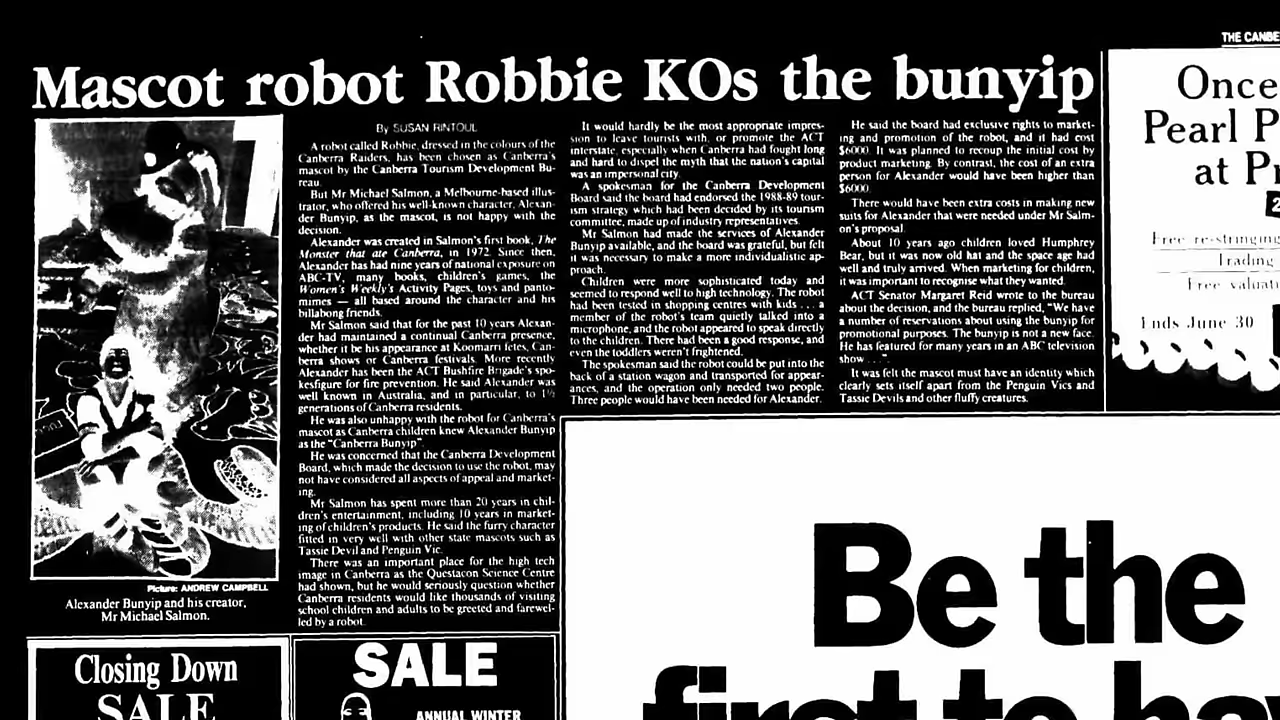 THE CANBE
Mascot robot Robbie KOs the bunyip
Picture: ANDREW CAMPBELL
Alexander Bunyip and his creator,
Mr Michael Salmon.
By SUSAN RINTOUL
A robot called Robbie, dressed in the colours of the
Canberra Raiders, has been chosen as Canberra's
mascot by the Canberra Tourism Development Bu-
reau.
But Mr Michael Salmon, a Melbourne-based illus-
trator, who offered his well-known character, Alexan-
der Bunyip, as the mascot, is not happy with the
decision.
Alexander was created in Salmon's first book, The
Monster that ate Canberra, in 1972. Since then,
Alexander has had nine years of national exposure on
ABC-TV, many books, children's games, the
Women's Weekly's Activity Pages, toys and panto-
mimes — all based around the character and his
billabong friends.
Mr Salmon said that for the past 10 years Alexan-
der had maintained a continual Canberra presence,
whether it be his appearance at Koomarri fetes, Can-
berra shows or Canberra festivals. More recently
Alexander has been the ACT Bushfire Brigade's spo-
kesfigure for fire prevention. He said Alexander was
well known in Australia, and in particular, to 1½
generations of Canberra residents.
He was also unhappy with the robot for Canberra's
mascot as Canberra children knew Alexander Bunyip
as the "Canberra Bunyip".
He was concerned that the Canberra Development
Board, which made the decision to use the robot, may
not have considered all aspects of appeal and market-
ing.
Mr Salmon has spent more than 20 years in chil-
dren's entertainment, including 10 years in market-
ing of children's products. He said the furry character
fitted in very well with other state mascots such as
Tassie Devil and Penguin Vic.
There was an important place for the high tech
image in Canberra as the Questacon Science Centre
had shown, but he would seriously question whether
Canberra residents would like thousands of visiting
school children and adults to be greeted and farewel-
led by a robot.
It would hardly be the most appropriate impres-
sion to leave tourists with, or promote the ACT
interstate, especially when Canberra had fought long
and hard to dispel the myth that the nation's capital
was an impersonal city.
A spokesman for the Canberra Development
Board said the board had endorsed the 1988-89 tour-
ism strategy which had been decided by its tourism
committee, made up of industry representatives.
Mr Salmon had made the services of Alexander
Bunyip available, and the board was grateful, but felt
it was necessary to make a more individualistic ap-
proach.
Children were more sophisticated today and
seemed to respond well to high technology. The robot
had been tested in shopping centres with kids . . . a
member of the robot's team quietly talked into a
microphone, and the robot appeared to speak directly
to the children. There had been a good response, and
even the toddlers weren't frightened.
The spokesman said the robot could be put into the
back of a station wagon and transported for appear-
ances and the operation only needed two people.
Three people would have been needed for Alexander.
He said the board had exclusive rights to market-
ing and promotion of the robot, and it had cost
$6000. It was planned to recoup the initial cost by
product marketing. By contrast, the cost of an extra
person for Alexander would have been higher than
$6000.
There would have been extra costs in making new
suits for Alexander that were needed under Mr Salm-
on's proposal.
About 10 years ago children loved Humphrey
Bear, but it was now old hat and the space age had
well and truly arrived. When marketing for children,
it was important to recognise what they wanted.
ACT Senator Margaret Reid wrote to the bureau
about the decision, and the bureau replied, "We have
a number of reservations about using the bunyip for
promotional purposes. The bunyip is not a new face.
He has featured for many years in an ABC television
show . . ."
It was felt the mascot must have an identity which
clearly sets itself apart from the Penguin Vics and
Tassie Devils and other fluffy creatures.
Once
Pearl P
at Pr
2
Free re-stringing
Trading
Free valuati
Ends June 30
Closing Down
SALE
SALE
ANNUAL WINTER
Be the
first to hav